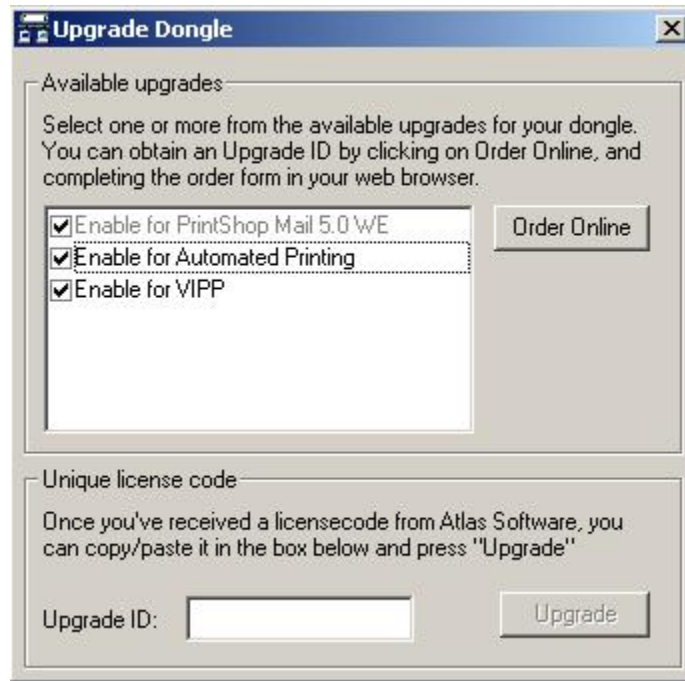 Upgrade Dongle
Available upgrades
Select one or more from the available upgrades for your dongle.
You can obtain an Upgrade ID by clicking on Order Online, and
completing the order form in your web browser.
Enable for PrintShop Mail 5.0 WE
Order Online
Enable for Automated Printing
Enable for VIPP
Unique license code
Once you've received a licensecode from Atlas Software, you
can copy/paste it in the box below and press "Upgrade"
Upgrade ID:
Upgrade